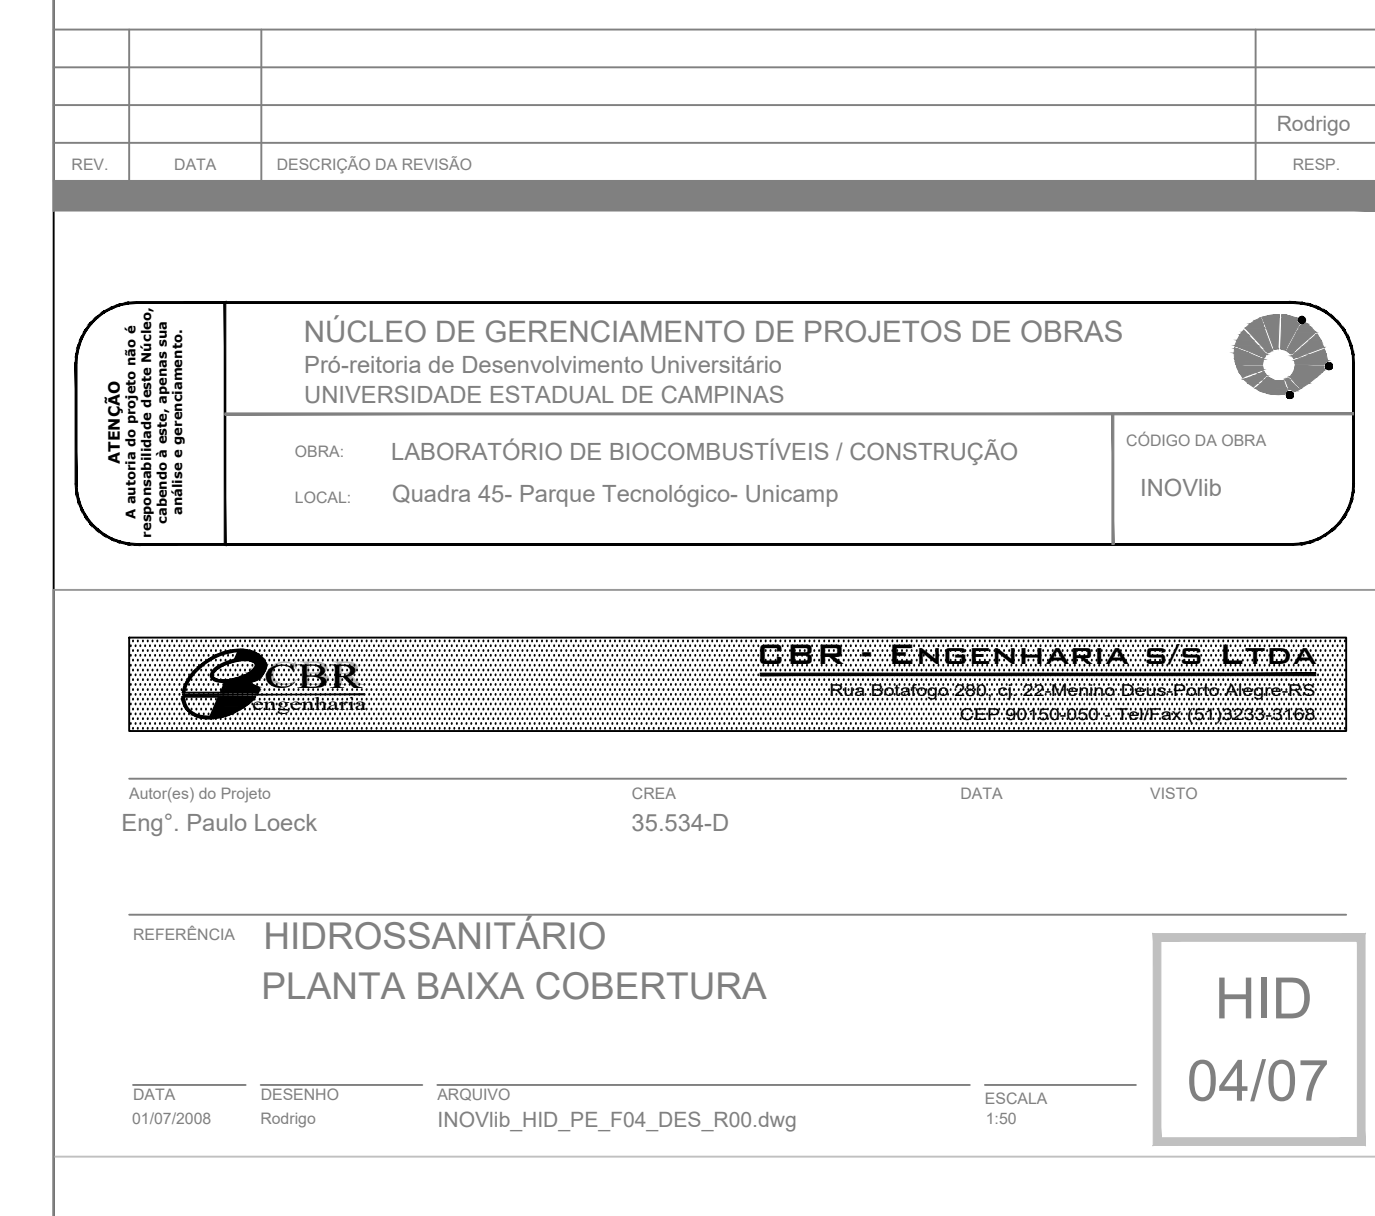 Rodrigo
REV. DATA DESCRIÇÃO DA REVISÃO RESP.
ATENÇÃO
A autoria do projeto não é
responsabilidade deste Núcleo,
cabendo à este, apenas sua
análise e gerenciamento.
NÚCLEO DE GERENCIAMENTO DE PROJETOS DE OBRAS
Pró-reitoria de Desenvolvimento Universitário
UNIVERSIDADE ESTADUAL DE CAMPINAS
OBRA: LABORATÓRIO DE BIOCOMBUSTÍVEIS / CONSTRUÇÃO
LOCAL: Quadra 45- Parque Tecnológico- Unicamp
CÓDIGO DA OBRA
INOVlib
CBR
engenharia
CBR - ENGENHARIA S/S LTDA
Rua Botafogo 280, cj. 22-Menino Deus-Porto Alegre-RS
CEP 90150-050 - Tel/Fax (51)3233-3168
Autor(es) do Projeto CREA DATA VISTO
Eng°. Paulo Loeck 35.534-D
REFERÊNCIA HIDROSSANITÁRIO
PLANTA BAIXA COBERTURA
HID
04/07
DATA DESENHO ARQUIVO ESCALA
01/07/2008 Rodrigo INOVlib_HID_PE_F04_DES_R00.dwg 1:50